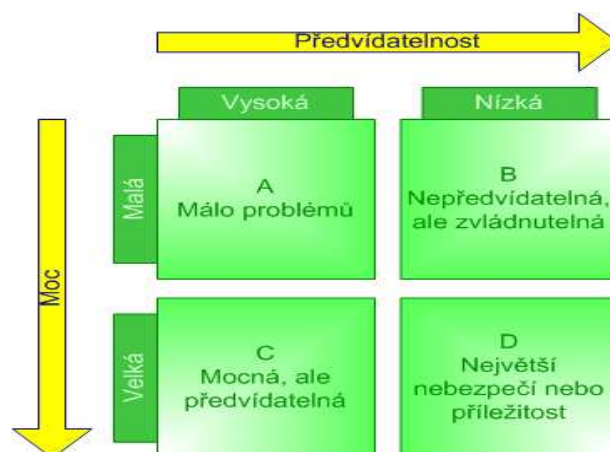 Předvídatelnost
Vysoká
Nízká
Moc
Malá
A
Málo problémů
B
Nepředvídatelná,
ale zvládnutelná
Velká
C
Mocná, ale
předvídatelná
D
Největší
nebezpečí nebo
příležitost